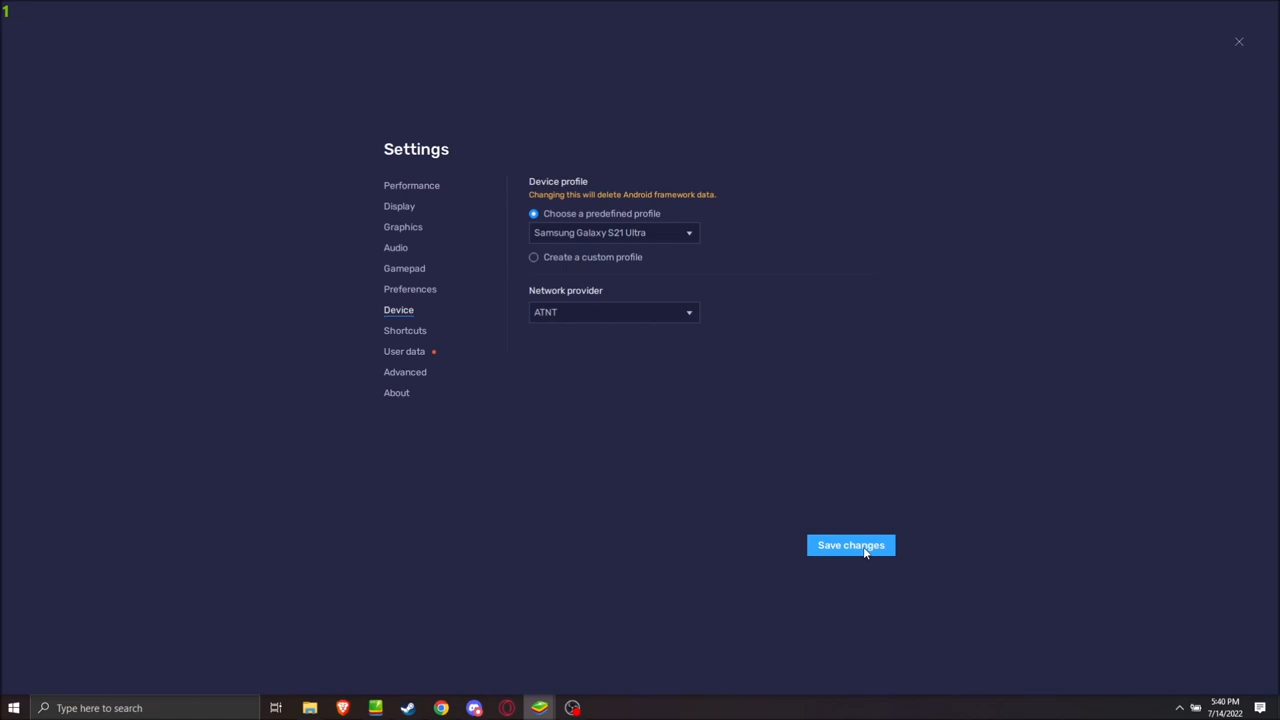 1
Settings
Performance
Display
Graphics
Audio
Gamepad
Preferences
Device
Shortcuts
User data
Advanced
About
Device profile
Changing this will delete Android framework data.
Choose a predefined profile
Samsung Galaxy S21 Ultra
Create a custom profile
Network provider
ATNT
Save changes
Type here to search
5:40 PM
7/14/2022